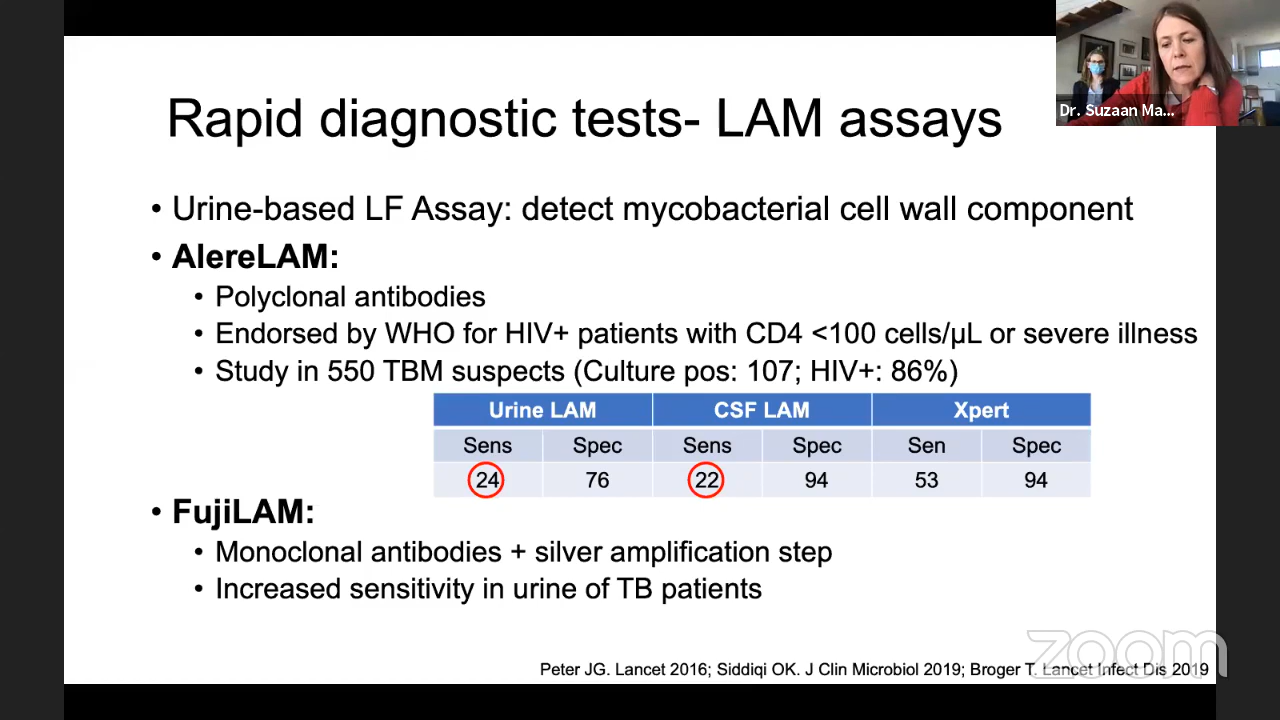 Dr. Suzaan Ma...
Rapid diagnostic tests- LAM assays
• Urine-based LF Assay: detect mycobacterial cell wall component
• AlereLAM:
• Polyclonal antibodies
• Endorsed by WHO for HIV+ patients with CD4 <100 cells/µL or severe illness
• Study in 550 TBM suspects (Culture pos: 107; HIV+: 86%)
Urine LAM CSF LAM Xpert
Sens Spec Sens Spec Sen Spec
24 76 22 94 53 94
• FujiLAM:
• Monoclonal antibodies + silver amplification step
• Increased sensitivity in urine of TB patients
zoom
Peter JG. Lancet 2016; Siddiqi OK. J Clin Microbiol 2019; Broger T. Lancet Infect Dis 2019